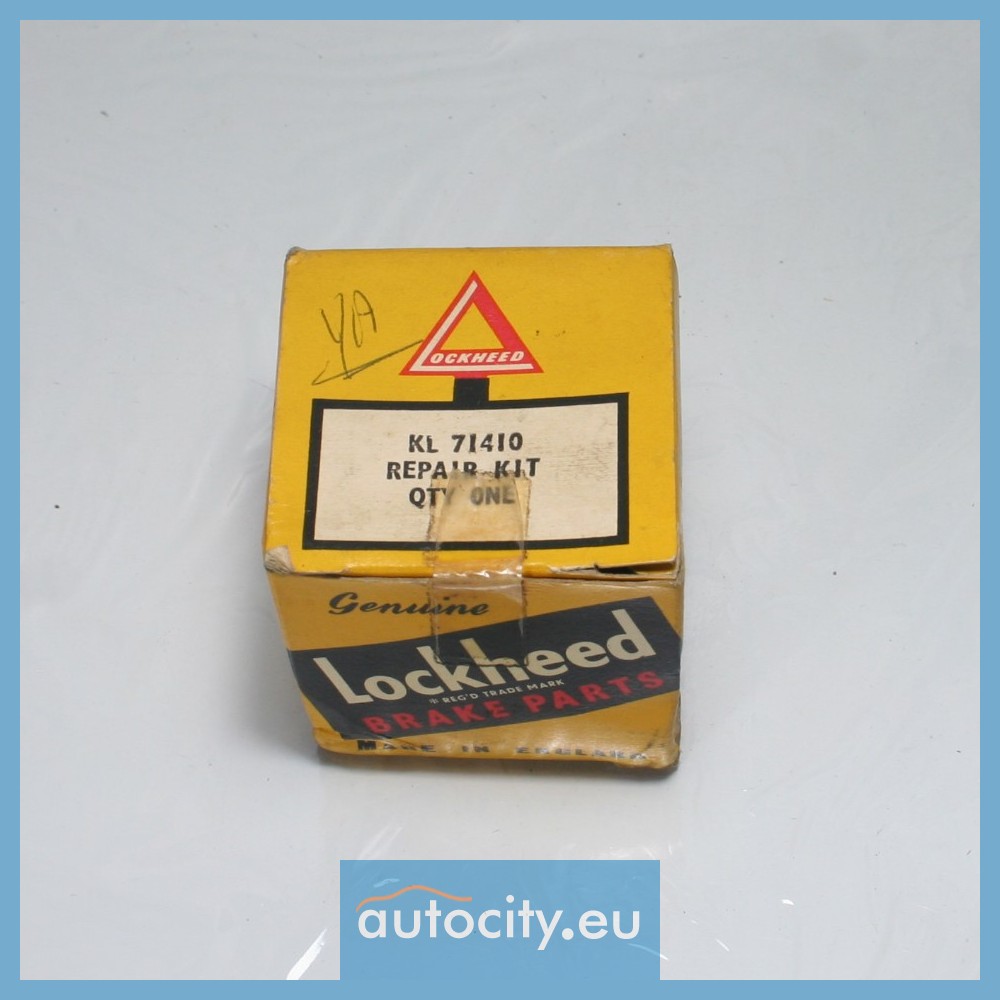 LOCKHEED
KL 71410
REPAIR KIT
QTY ONE
Genuine
Lockheed
* REG'D TRADE MARK
BRAKE PARTS
MADE IN ENGLAND
autocity.eu